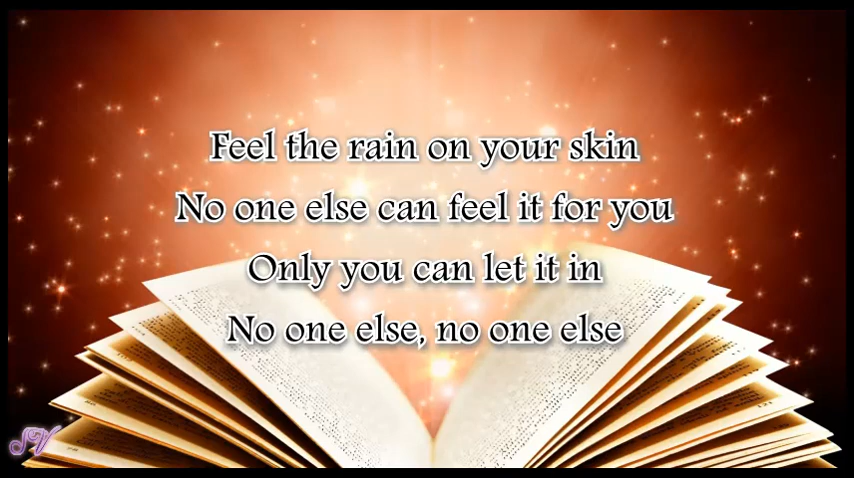 Feel the rain on your skin
No one else can feel it for you
Only you can let it in
No one else, no one else
SV